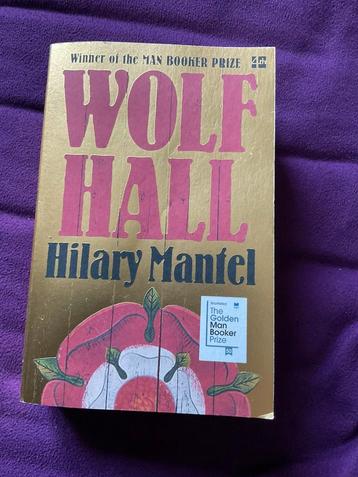 Winner of the MAN BOOKER PRIZE
4th
WOLF
HALL
Hilary Mantel
Shortlisted
The
Golden
Man
Booker
Prize